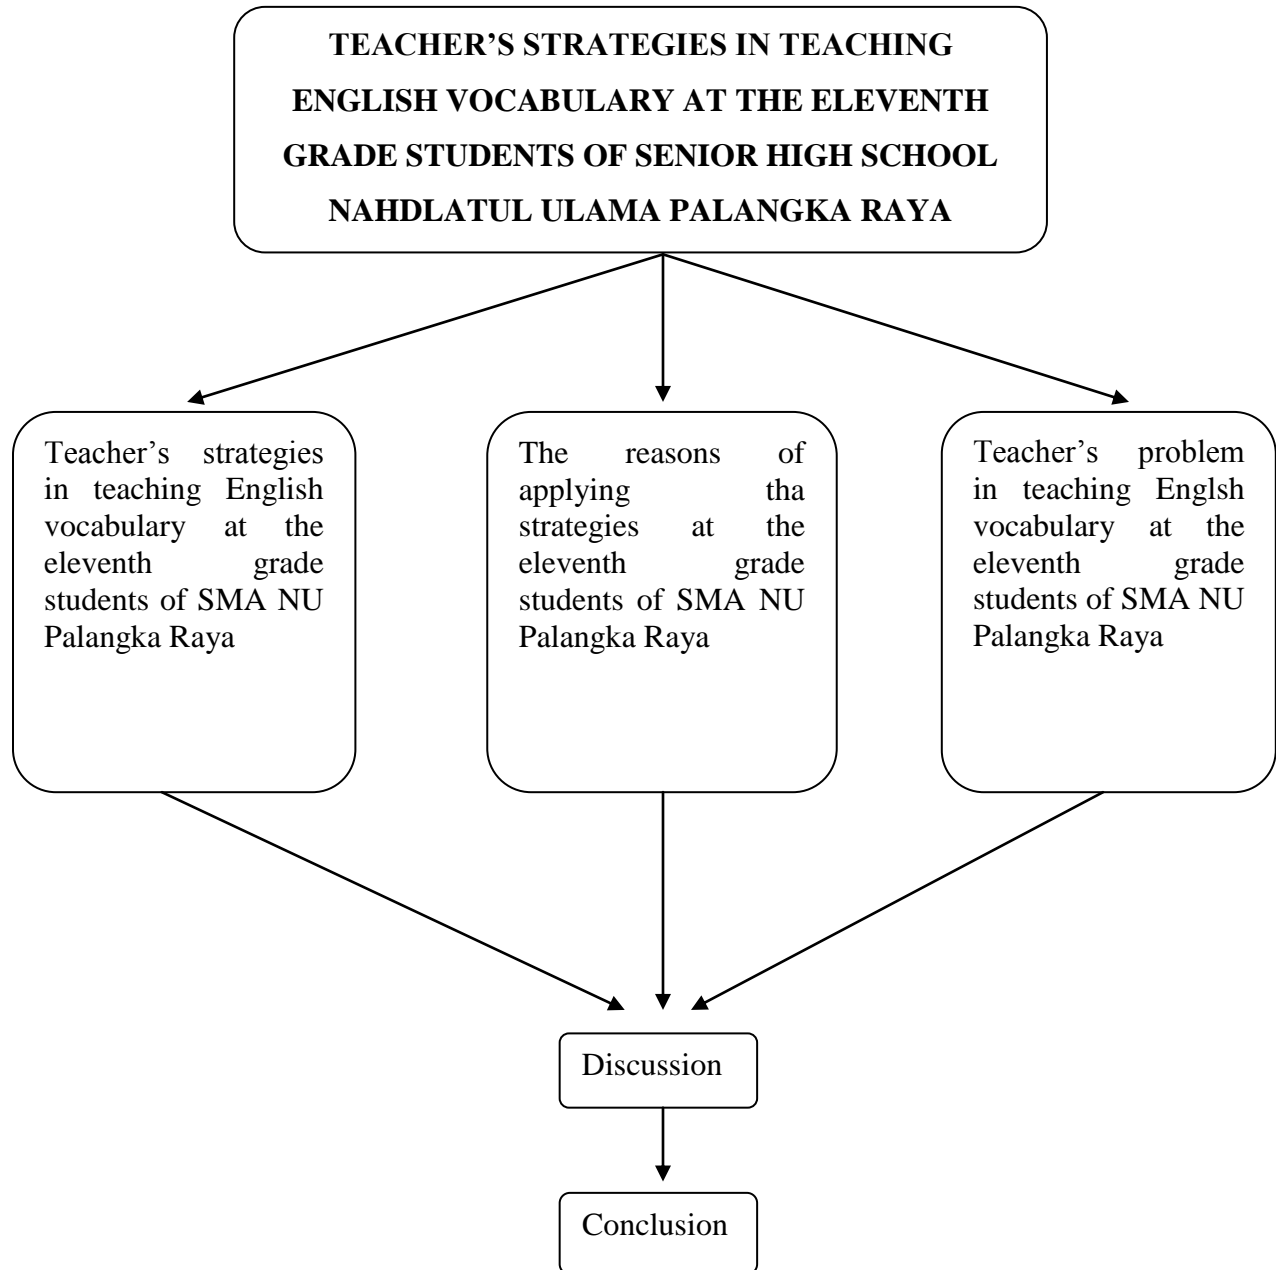 TEACHER’S STRATEGIES IN TEACHING
ENGLISH VOCABULARY AT THE ELEVENTH
GRADE STUDENTS OF SENIOR HIGH SCHOOL
NAHDLATUL ULAMA PALANGKA RAYA
Teacher’s strategies
in teaching English
vocabulary at the
eleventh grade
students of SMA NU
Palangka Raya
The reasons of
applying tha
strategies at the
eleventh grade
students of SMA NU
Palangka Raya
Teacher’s problem
in teaching Englsh
vocabulary at the
eleventh grade
students of SMA NU
Palangka Raya
Discussion
Conclusion